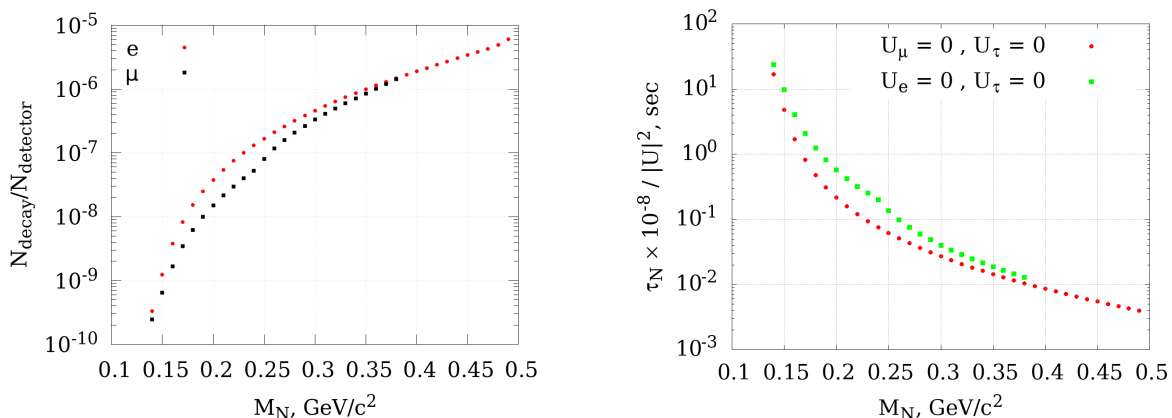 N_decay/N_detector
10^-5
10^-6
10^-7
10^-8
10^-9
10^-10
e
μ
0.1 0.15 0.2 0.25 0.3 0.35 0.4 0.45 0.5
M_N, GeV/c^2
τ_N × 10^-8 / |U|^2, sec
10^2
10^1
10^0
10^-1
10^-2
10^-3
U_μ = 0 , U_τ = 0
U_e = 0 , U_τ = 0
0.1 0.15 0.2 0.25 0.3 0.35 0.4 0.45 0.5
M_N, GeV/c^2